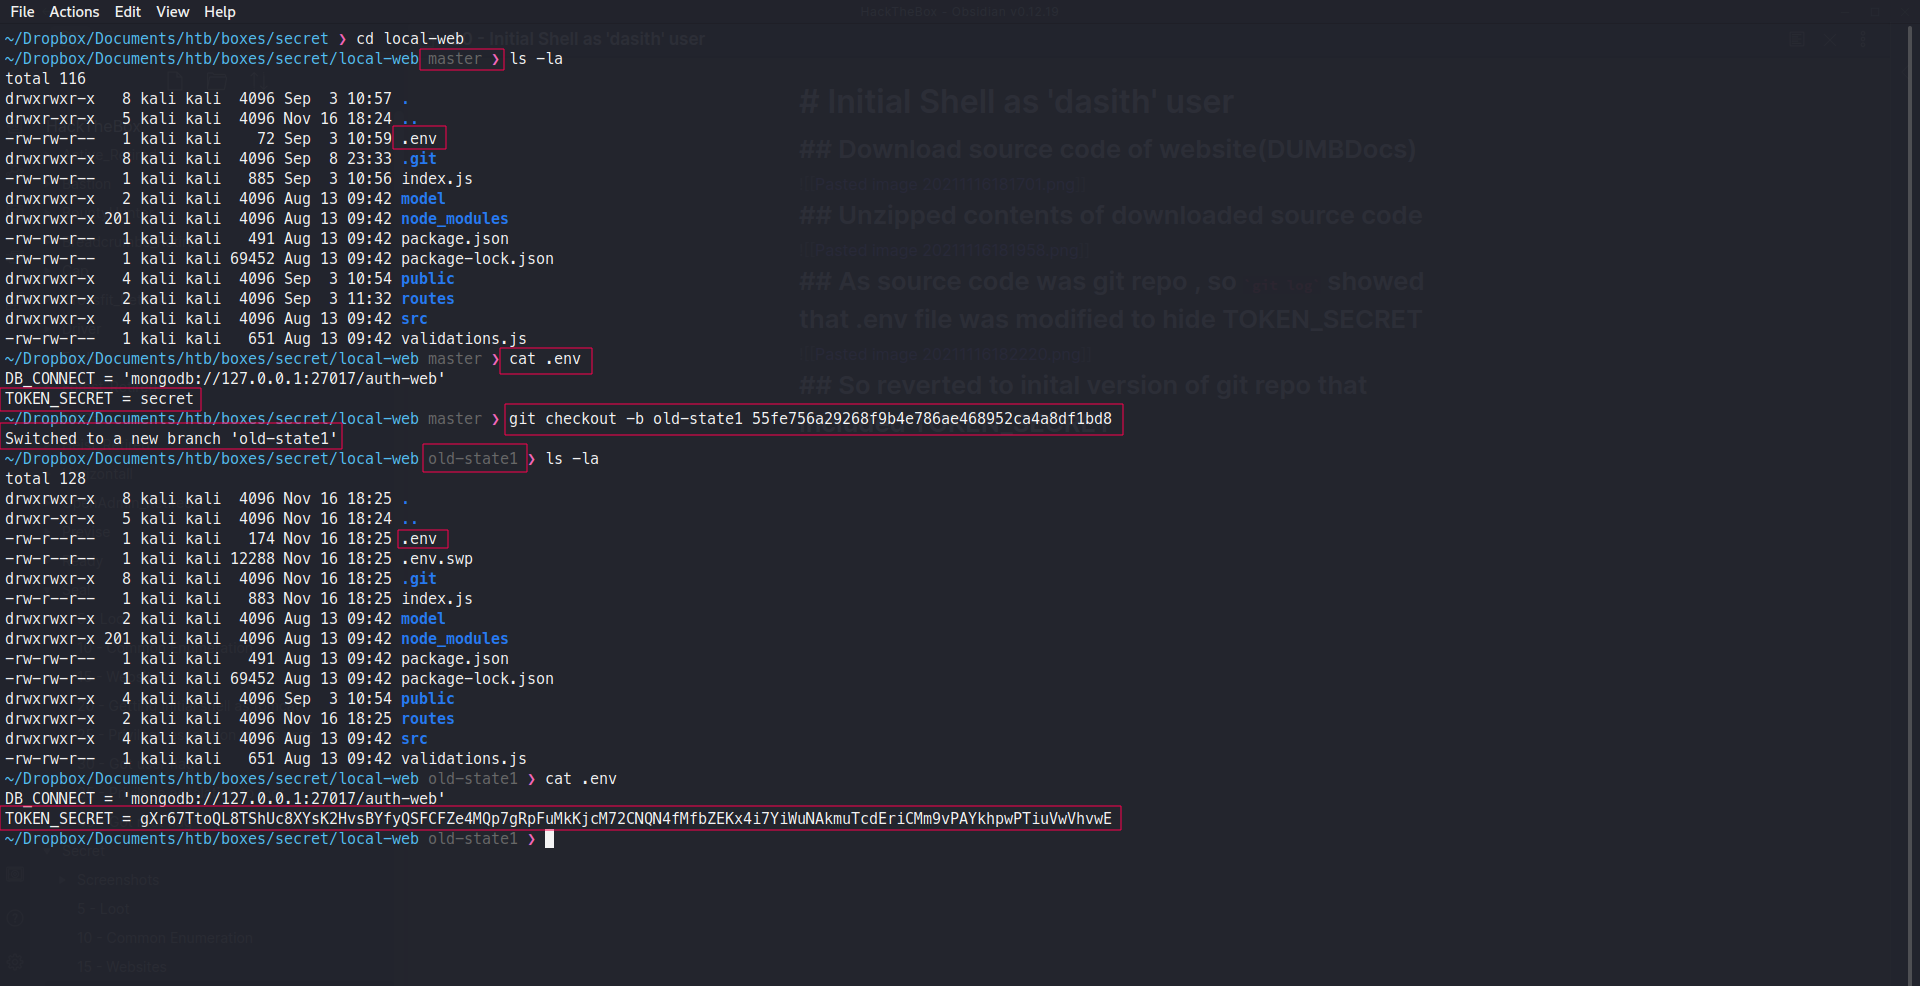 File Actions Edit View Help
HackTheBox - Obsidian v0.12.19
~/Dropbox/Documents/htb/boxes/secret ❯ cd local-web
- Initial Shell as 'dasith' user
~/Dropbox/Documents/htb/boxes/secret/local-web master ❯ ls -la
total 116
drwxrwxr-x   8 kali kali  4096 Sep  3 10:57 .
drwxr-xr-x   5 kali kali  4096 Nov 16 18:24 ..
-rw-rw-r--   1 kali kali    72 Sep  3 10:59 .env
drwxrwxr-x   8 kali kali  4096 Sep  8 23:33 .git
-rw-rw-r--   1 kali kali   885 Sep  3 10:56 index.js
drwxrwxr-x   2 kali kali  4096 Aug 13 09:42 model
drwxrwxr-x 201 kali kali  4096 Aug 13 09:42 node_modules
-rw-rw-r--   1 kali kali   491 Aug 13 09:42 package.json
-rw-rw-r--   1 kali kali 69452 Aug 13 09:42 package-lock.json
drwxrwxr-x   4 kali kali  4096 Sep  3 10:54 public
drwxrwxr-x   2 kali kali  4096 Sep  3 11:32 routes
drwxrwxr-x   4 kali kali  4096 Aug 13 09:42 src
-rw-rw-r--   1 kali kali   651 Aug 13 09:42 validations.js
~/Dropbox/Documents/htb/boxes/secret/local-web master ❯ cat .env
DB_CONNECT = 'mongodb://127.0.0.1:27017/auth-web'
TOKEN_SECRET = secret
~/Dropbox/Documents/htb/boxes/secret/local-web master ❯ git checkout -b old-state1 55fe756a29268f9b4e786ae468952ca4a8df1bd8
Switched to a new branch 'old-state1'
~/Dropbox/Documents/htb/boxes/secret/local-web old-state1 ❯ ls -la
total 128
drwxrwxr-x   8 kali kali  4096 Nov 16 18:25 .
drwxr-xr-x   5 kali kali  4096 Nov 16 18:24 ..
-rw-r--r--   1 kali kali   174 Nov 16 18:25 .env
-rw-r--r--   1 kali kali 12288 Nov 16 18:25 .env.swp
drwxrwxr-x   8 kali kali  4096 Nov 16 18:25 .git
-rw-r--r--   1 kali kali   883 Nov 16 18:25 index.js
drwxrwxr-x   2 kali kali  4096 Aug 13 09:42 model
drwxrwxr-x 201 kali kali  4096 Aug 13 09:42 node_modules
-rw-rw-r--   1 kali kali   491 Aug 13 09:42 package.json
-rw-rw-r--   1 kali kali 69452 Aug 13 09:42 package-lock.json
drwxrwxr-x   4 kali kali  4096 Sep  3 10:54 public
drwxrwxr-x   2 kali kali  4096 Nov 16 18:25 routes
drwxrwxr-x   4 kali kali  4096 Aug 13 09:42 src
-rw-rw-r--   1 kali kali   651 Aug 13 09:42 validations.js
~/Dropbox/Documents/htb/boxes/secret/local-web old-state1 ❯ cat .env
DB_CONNECT = 'mongodb://127.0.0.1:27017/auth-web'
TOKEN_SECRET = gXr67TtoQL8TShUc8XYsK2HvsBYfyQSFCFZe4MQp7gRpFuMkKjcM72CNQN4fMfbZEKx4i7YiWuNAkmuTcdEriCMm9vPAYkhpwPTiuVwVhvwE
~/Dropbox/Documents/htb/boxes/secret/local-web old-state1 ❯
# Initial Shell as 'dasith' user
## Download source code of website(DUMBDocs)
## Unzipped contents of downloaded source code
## As source code was git repo , so showed
that .env file was modified to hide TOKEN_SECRET
## So reverted to inital version of git repo that
TOKEN_SECRET
Secret
Screenshots
5 - Loot
10 - Common Enumeration
15 - Websites